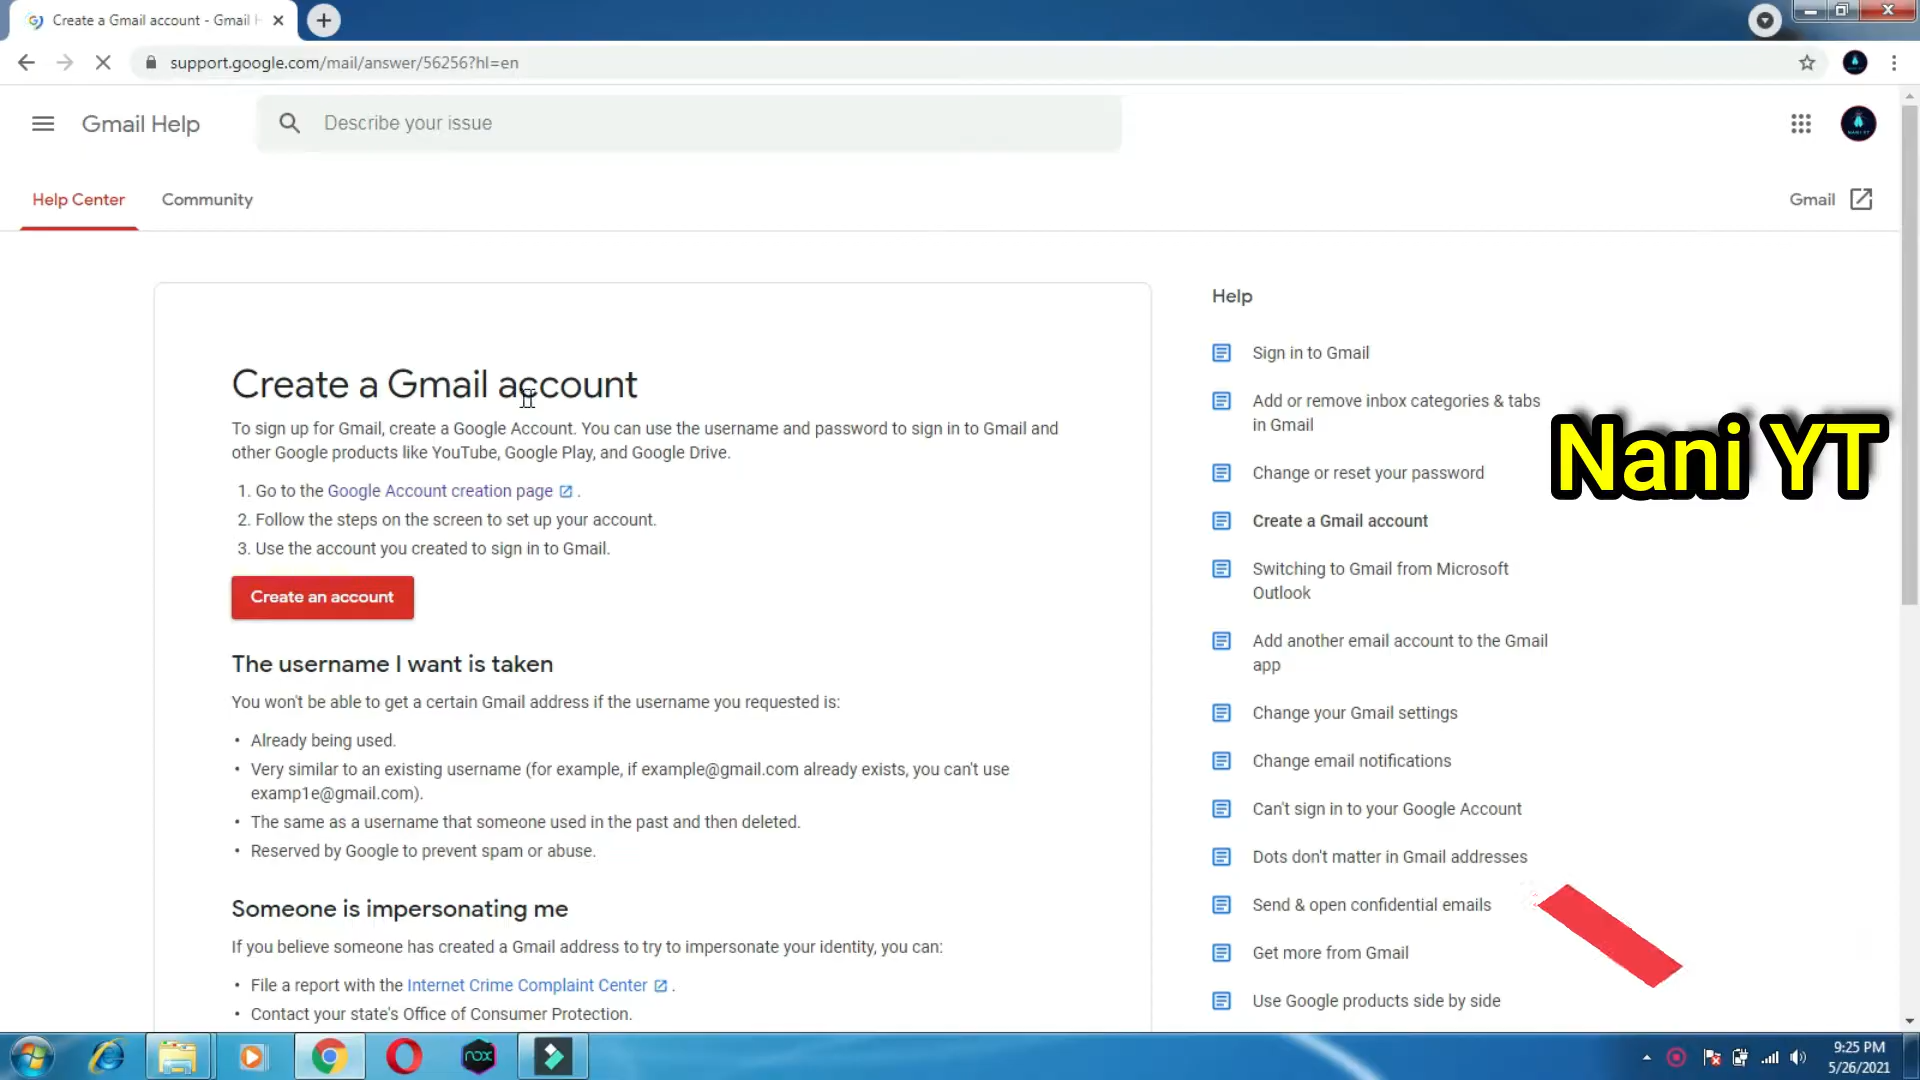 Create a Gmail account - Gmail H
support.google.com/mail/answer/56256?hl=en
Gmail Help
Describe your issue
Help Center
Community
Gmail
Create a Gmail account
To sign up for Gmail, create a Google Account. You can use the username and password to sign in to Gmail and
other Google products like YouTube, Google Play, and Google Drive.
1. Go to the Google Account creation page .
2. Follow the steps on the screen to set up your account.
3. Use the account you created to sign in to Gmail.
Create an account
The username I want is taken
You won't be able to get a certain Gmail address if the username you requested is:
• Already being used.
• Very similar to an existing username (for example, if example@gmail.com already exists, you can't use
examp1e@gmail.com).
• The same as a username that someone used in the past and then deleted.
• Reserved by Google to prevent spam or abuse.
Someone is impersonating me
If you believe someone has created a Gmail address to try to impersonate your identity, you can:
• File a report with the Internet Crime Complaint Center .
• Contact your state's Office of Consumer Protection.
Help
Sign in to Gmail
Add or remove inbox categories & tabs
in Gmail
Change or reset your password
Create a Gmail account
Switching to Gmail from Microsoft
Outlook
Add another email account to the Gmail
app
Change your Gmail settings
Change email notifications
Can't sign in to your Google Account
Dots don't matter in Gmail addresses
Send & open confidential emails
Get more from Gmail
Use Google products side by side
Nani YT
nox
9:25 PM
5/26/2021